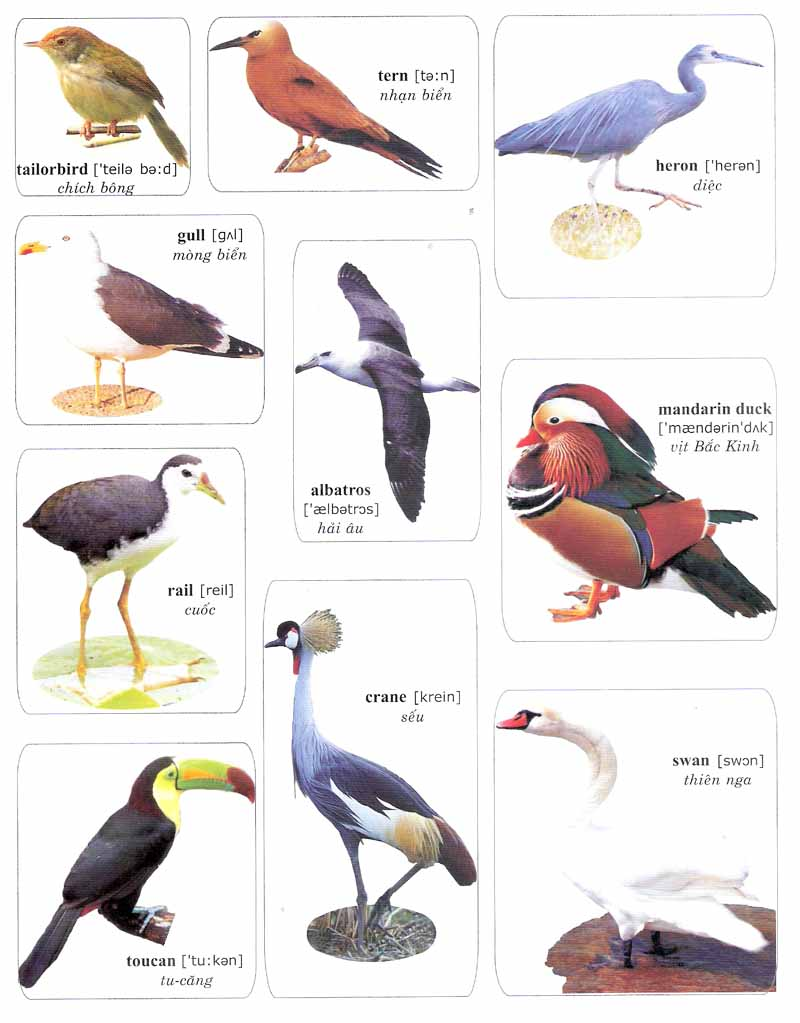 tailorbird ['teilə bə:d]
chích bông
tern [tə:n]
nhạn biển
heron ['herən]
diệc
gull [gʌl]
mòng biển
albatros
['ælbətrɔs]
hải âu
mandarin duck
['mændərin'dʌk]
vịt Bắc Kinh
rail [reil]
cuốc
crane [krein]
sếu
swan [swɔn]
thiên nga
toucan ['tu:kən]
tu-căng